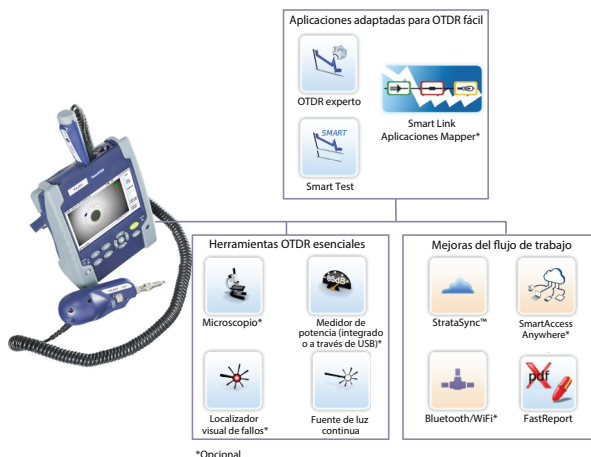 Aplicaciones adaptadas para OTDR fácil
OTDR experto
Smart Link
Aplicaciones Mapper*
SMART
Smart Test
Herramientas OTDR esenciales
Microscopio*
Medidor de
potencia (integrado
o a través de USB)*
Localizador
visual de fallos*
Fuente de luz
continua
Mejoras del flujo de trabajo
StrataSync™
SmartAccess
Anywhere*
Bluetooth/WiFi*
pdf
FastReport
*Opcional